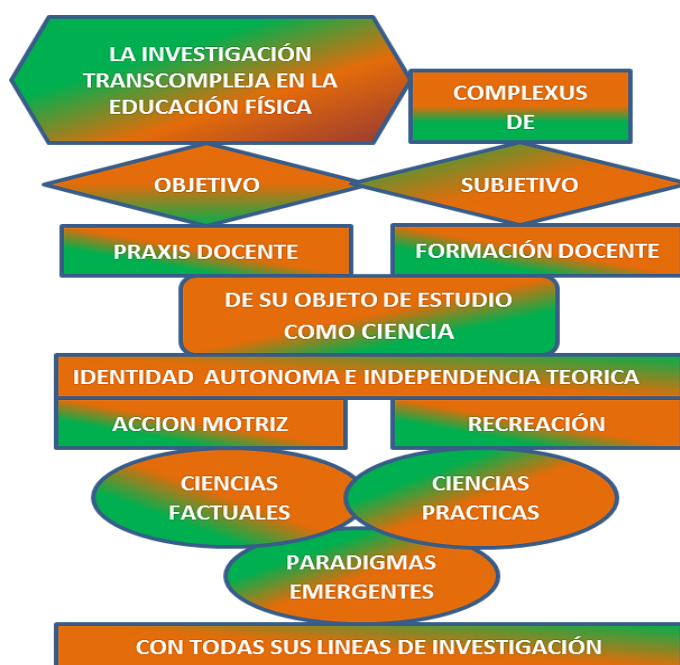 LA INVESTIGACIÓN
TRANSCOMPLEJA EN LA
EDUCACIÓN FÍSICA
COMPLEXUS
DE
OBJETIVO
SUBJETIVO
PRAXIS DOCENTE
FORMACIÓN DOCENTE
DE SU OBJETO DE ESTUDIO
COMO CIENCIA
IDENTIDAD AUTONOMA E INDEPENDENCIA TEORICA
ACCION MOTRIZ
RECREACIÓN
CIENCIAS
FACTUALES
CIENCIAS
PRACTICAS
PARADIGMAS
EMERGENTES
CON TODAS SUS LINEAS DE INVESTIGACIÓN